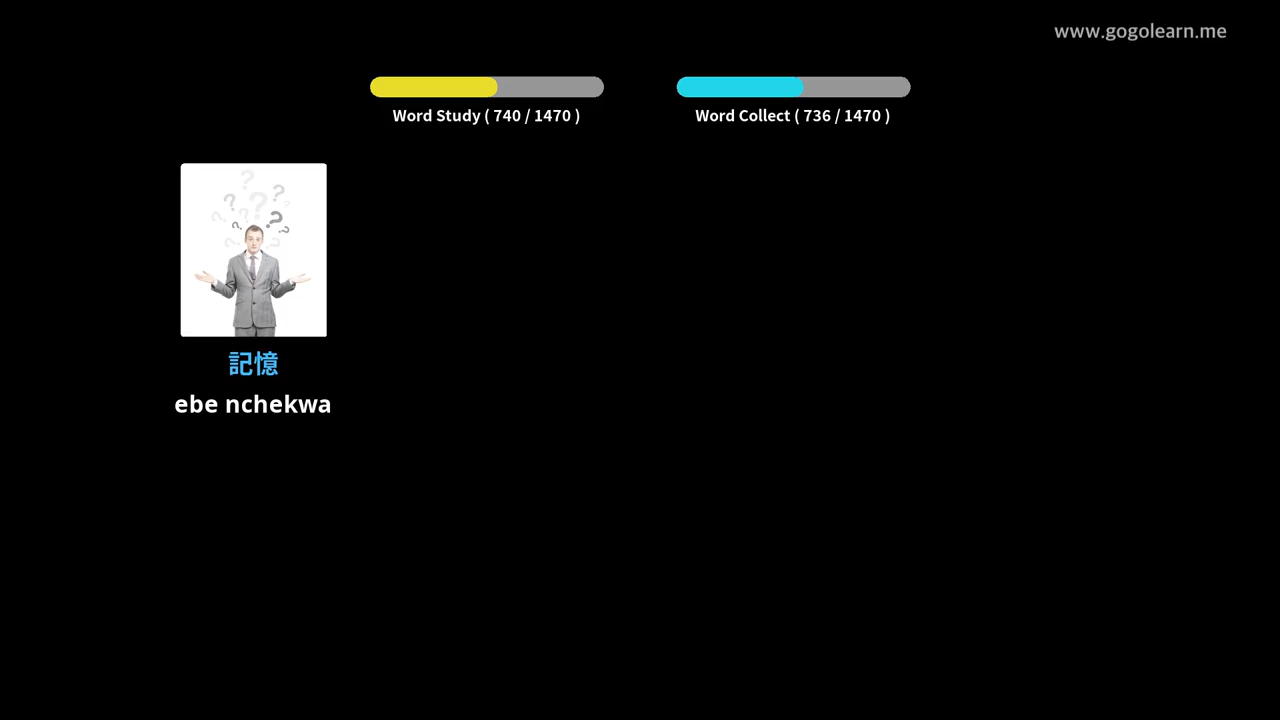 www.gogolearn.me
Word Study ( 740 / 1470 )
Word Collect ( 736 / 1470 )
記憶
ebe nchekwa